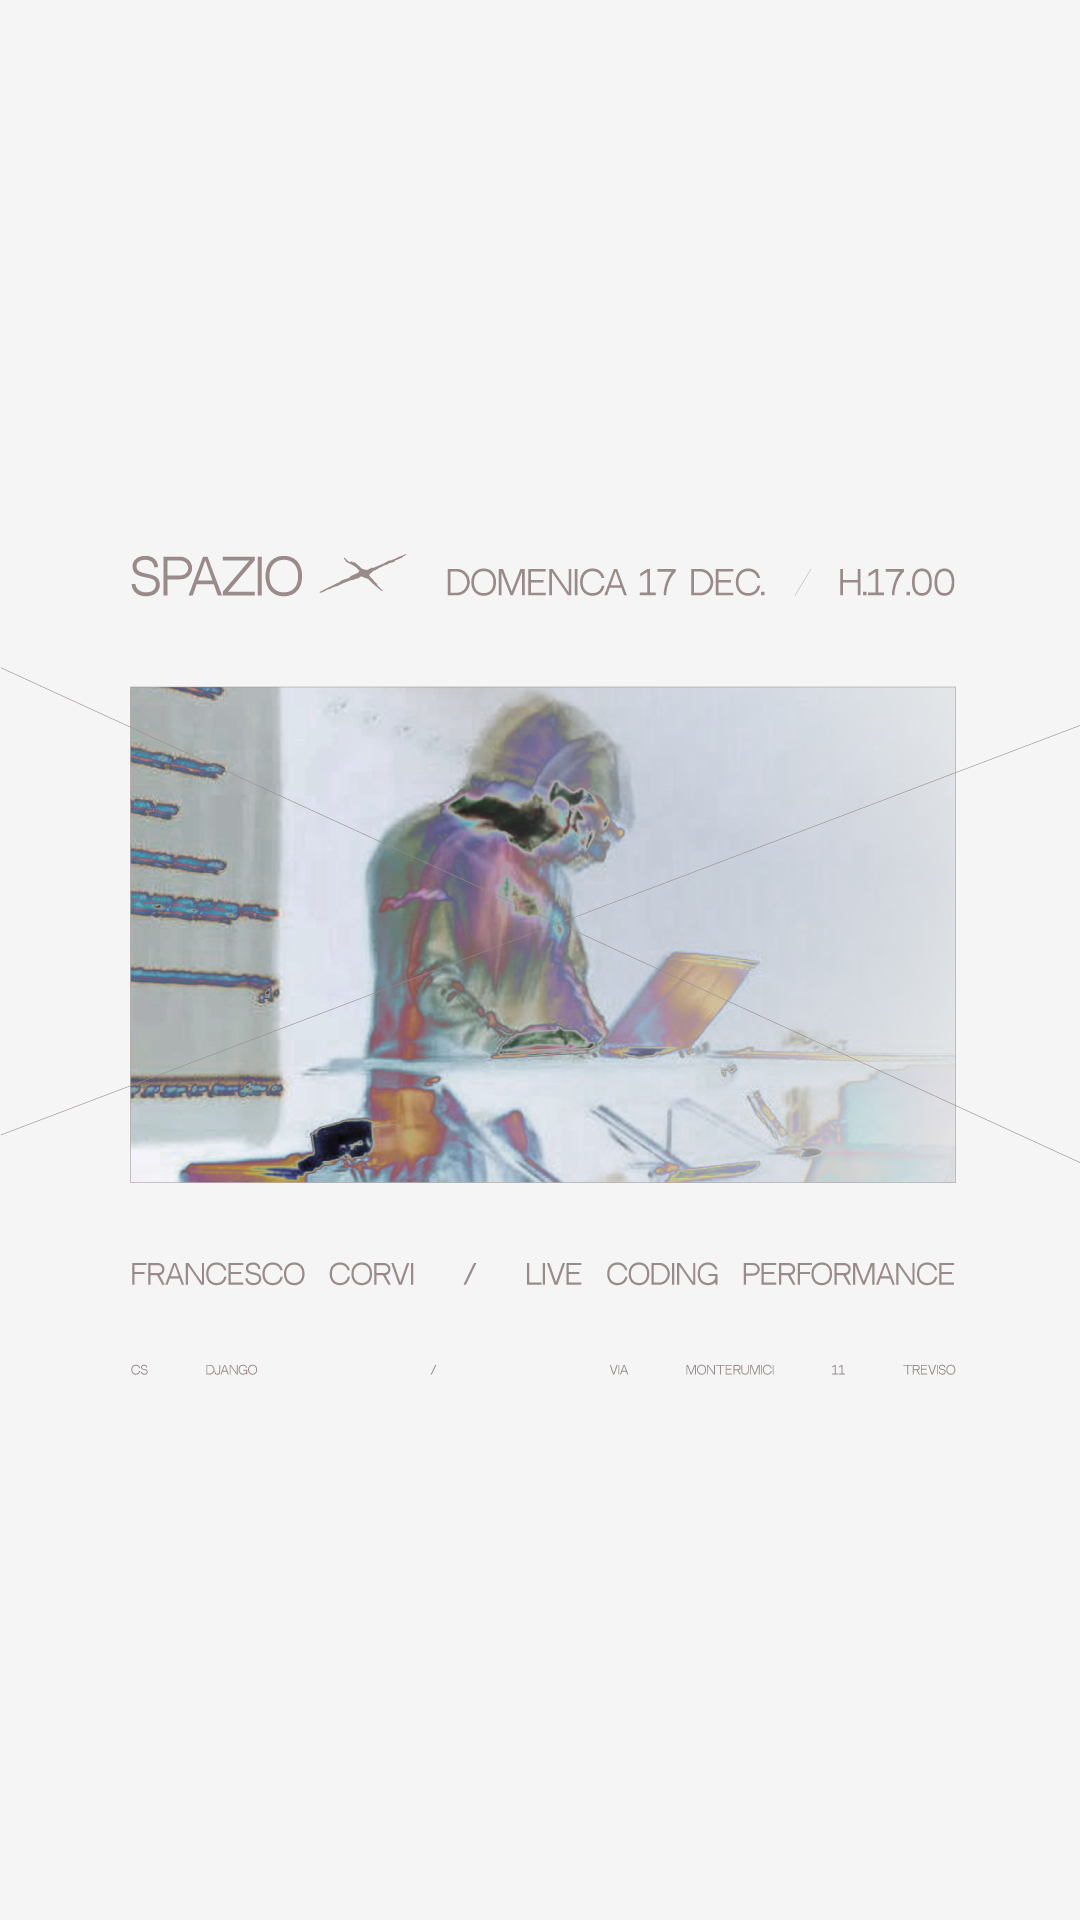 SPAZIO X DOMENICA 17 DEC. / H.17.00
FRANCESCO CORVI / LIVE CODING PERFORMANCE
CS DJANGO / VIA MONTERUMICI 11 TREVISO